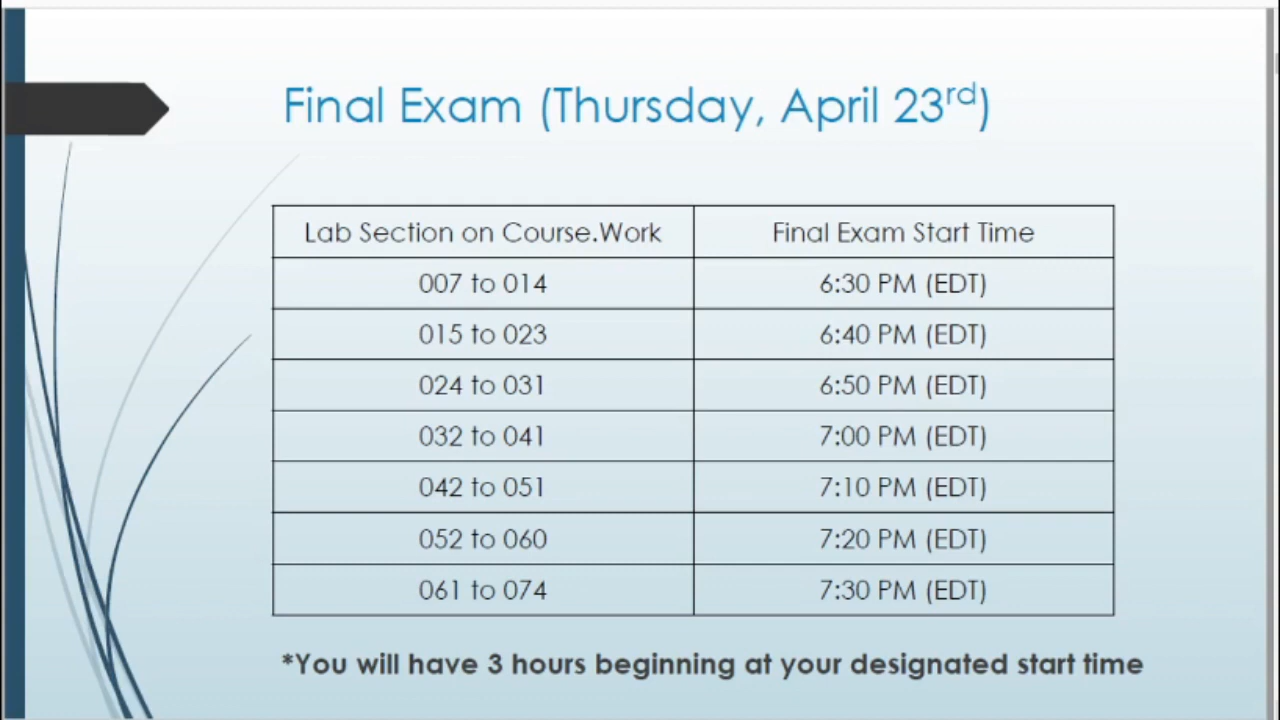 Final Exam (Thursday, April 23rd)
Lab Section on Course.Work Final Exam Start Time
007 to 014 6:30 PM (EDT)
015 to 023 6:40 PM (EDT)
024 to 031 6:50 PM (EDT)
032 to 041 7:00 PM (EDT)
042 to 051 7:10 PM (EDT)
052 to 060 7:20 PM (EDT)
061 to 074 7:30 PM (EDT)
*You will have 3 hours beginning at your designated start time